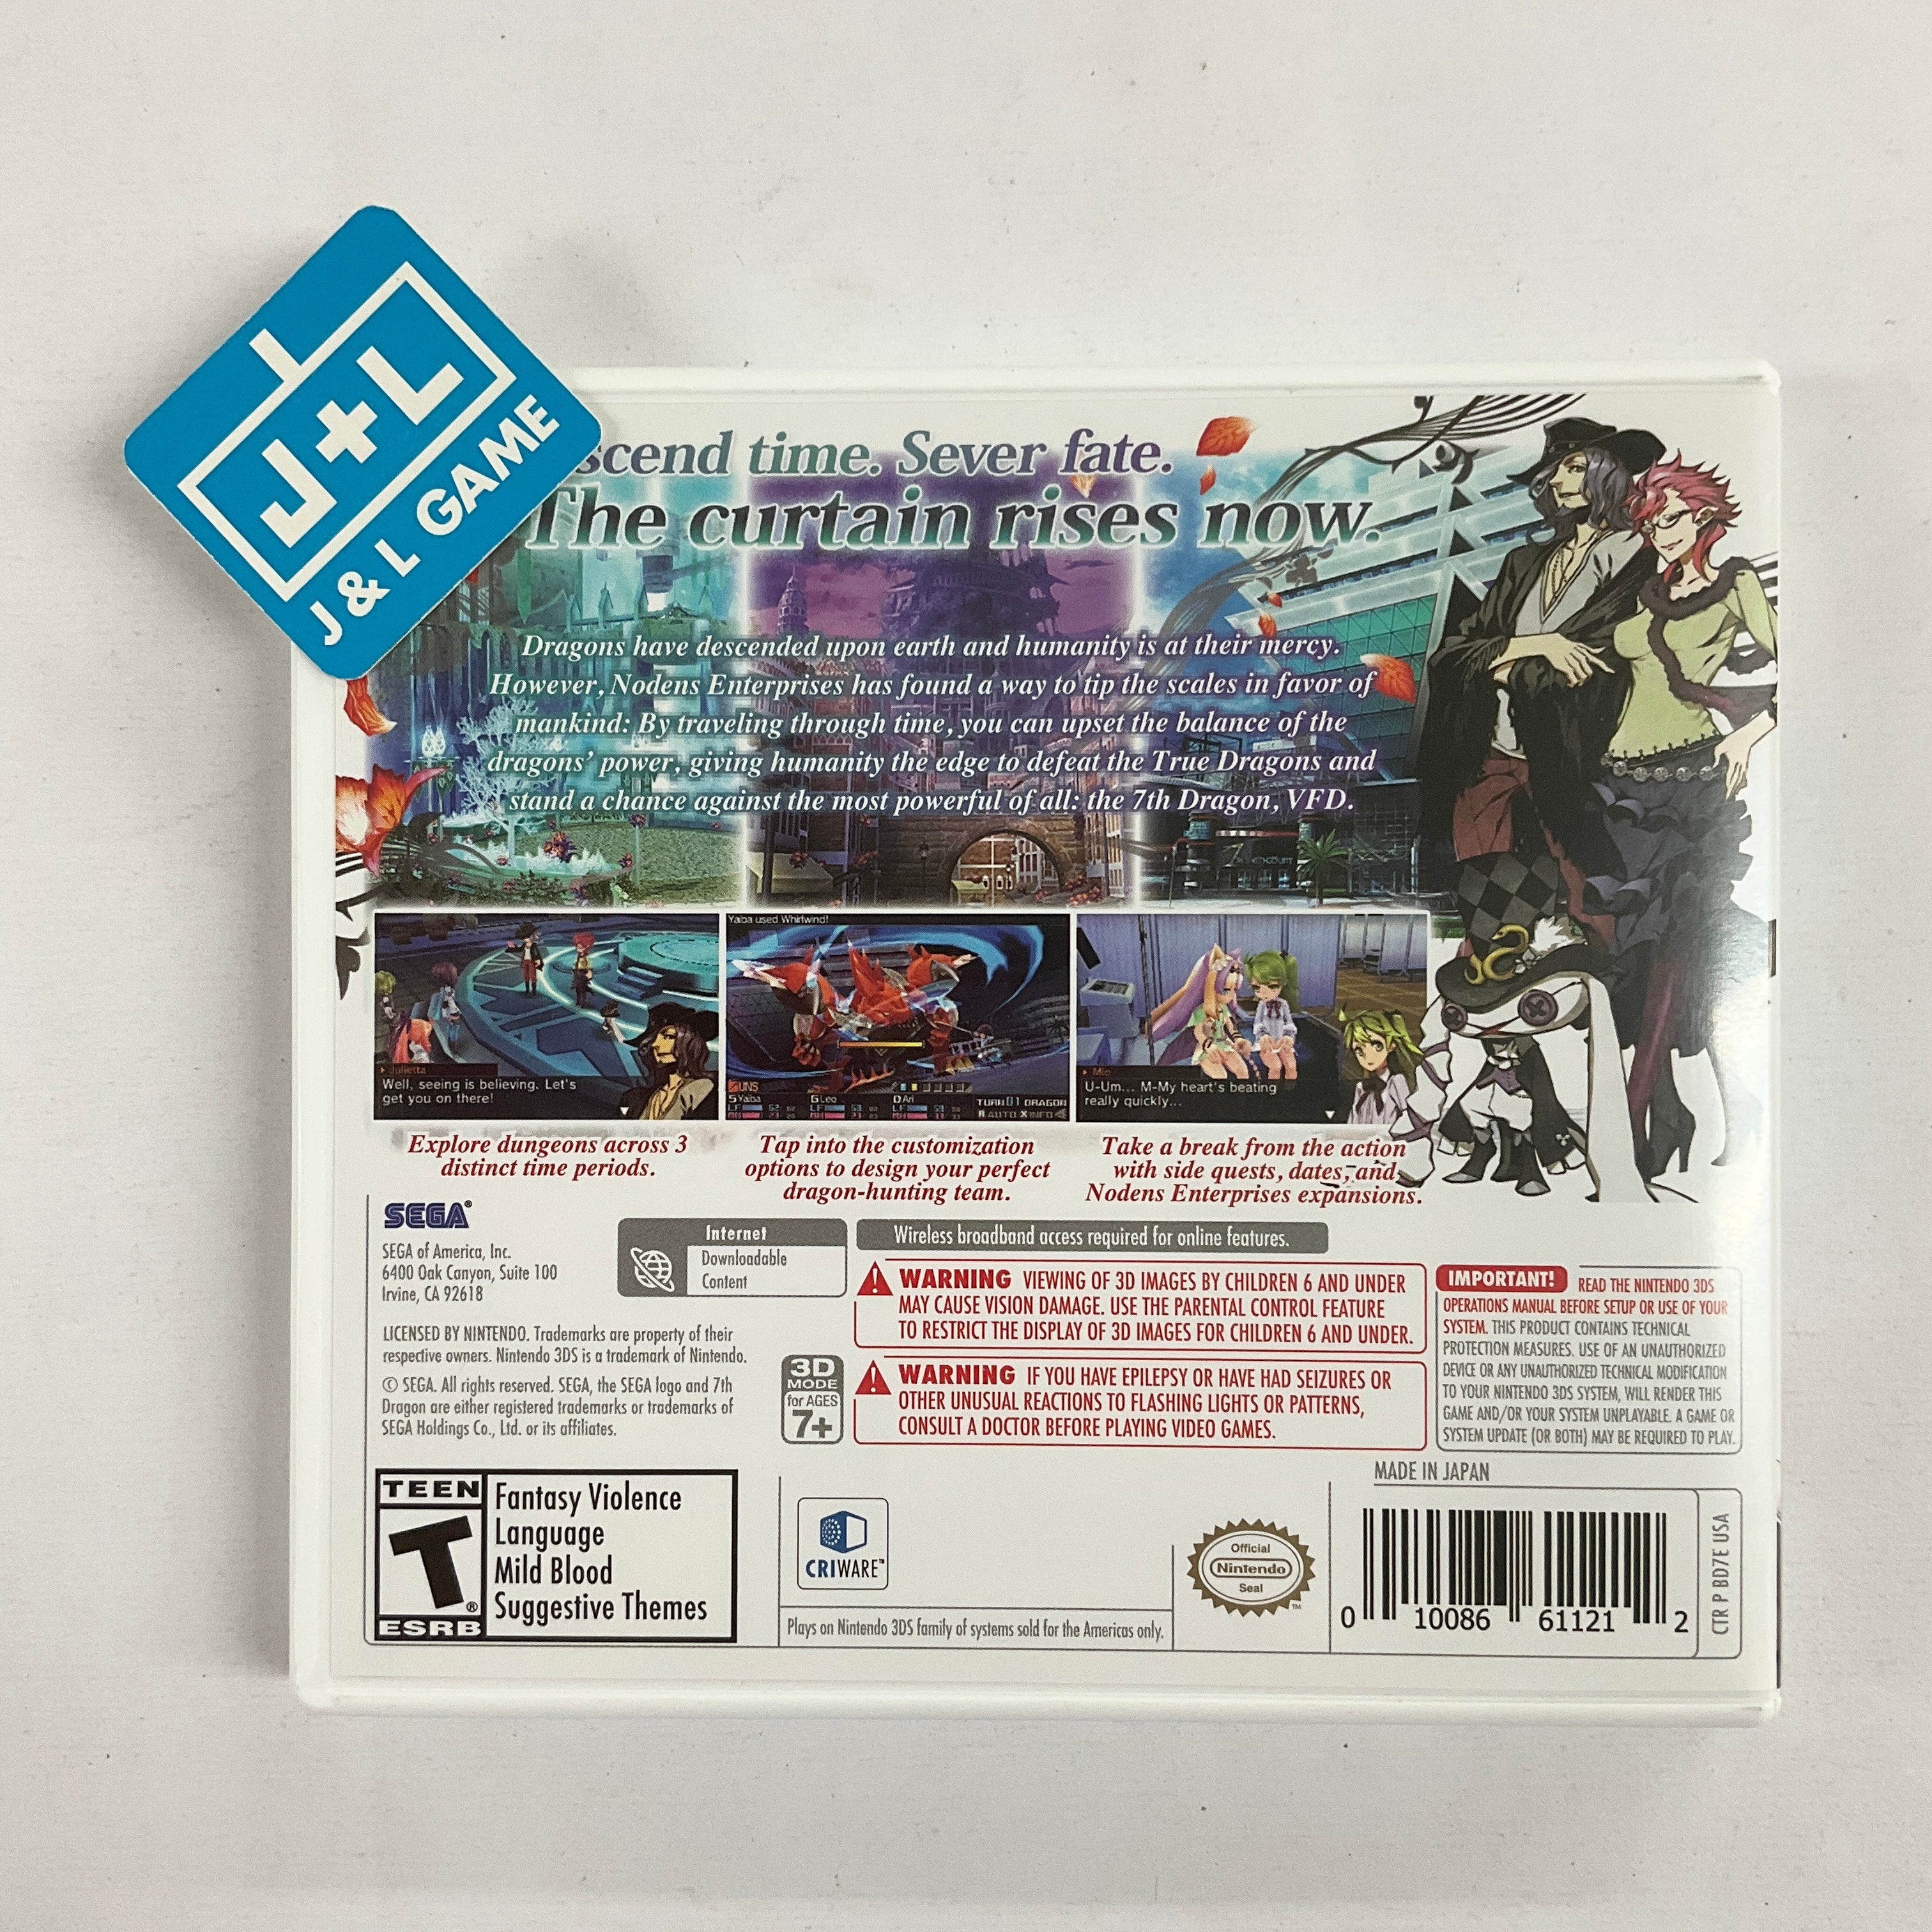 J+L
J & L GAME
scend time. Sever fate.
The curtain rises now.
Dragons have descended upon earth and humanity is at their mercy.
However, Nodens Enterprises has found a way to tip the scales in favor of
mankind: By traveling through time, you can upset the balance of the
dragons' power, giving humanity the edge to defeat the True Dragons and
stand a chance against the most powerful of all: the 7th Dragon, VFD.
Julietta
Well, seeing is believing. Let's
get you on there!
Yaiba used Whirlwind!
UNS
S Yaiba G Leo D Ari
TURN 01 DRAGON
R AUTO X INFO
Mio
U-Um... M-My heart's beating
really quickly...
Explore dungeons across 3
distinct time periods.
Tap into the customization
options to design your perfect
dragon-hunting team.
Take a break from the action
with side quests, dates, and
Nodens Enterprises expansions.
SEGA®
SEGA of America, Inc.
6400 Oak Canyon, Suite 100
Irvine, CA 92618
LICENSED BY NINTENDO. Trademarks are property of their
respective owners. Nintendo 3DS is a trademark of Nintendo.
© SEGA. All rights reserved. SEGA, the SEGA logo and 7th
Dragon are either registered trademarks or trademarks of
SEGA Holdings Co., Ltd. or its affiliates.
Internet
Downloadable
Content
Wireless broadband access required for online features.
WARNING VIEWING OF 3D IMAGES BY CHILDREN 6 AND UNDER
MAY CAUSE VISION DAMAGE. USE THE PARENTAL CONTROL FEATURE
TO RESTRICT THE DISPLAY OF 3D IMAGES FOR CHILDREN 6 AND UNDER.
3D
MODE
for AGES
7+
WARNING IF YOU HAVE EPILEPSY OR HAVE HAD SEIZURES OR
OTHER UNUSUAL REACTIONS TO FLASHING LIGHTS OR PATTERNS,
CONSULT A DOCTOR BEFORE PLAYING VIDEO GAMES.
IMPORTANT! READ THE NINTENDO 3DS
OPERATIONS MANUAL BEFORE SETUP OR USE OF YOUR
SYSTEM. THIS PRODUCT CONTAINS TECHNICAL
PROTECTION MEASURES. USE OF AN UNAUTHORIZED
DEVICE OR ANY UNAUTHORIZED TECHNICAL MODIFICATION
TO YOUR NINTENDO 3DS SYSTEM, WILL RENDER THIS
GAME AND/OR YOUR SYSTEM UNPLAYABLE. A GAME OR
SYSTEM UPDATE (OR BOTH) MAY BE REQUIRED TO PLAY.
MADE IN JAPAN
TEEN
T®
ESRB
Fantasy Violence
Language
Mild Blood
Suggestive Themes
CRIWARE™
Plays on Nintendo 3DS family of systems sold for the Americas only.
Official
Nintendo
Seal
™
0 10086 61121 2
CTR P BD7E USA